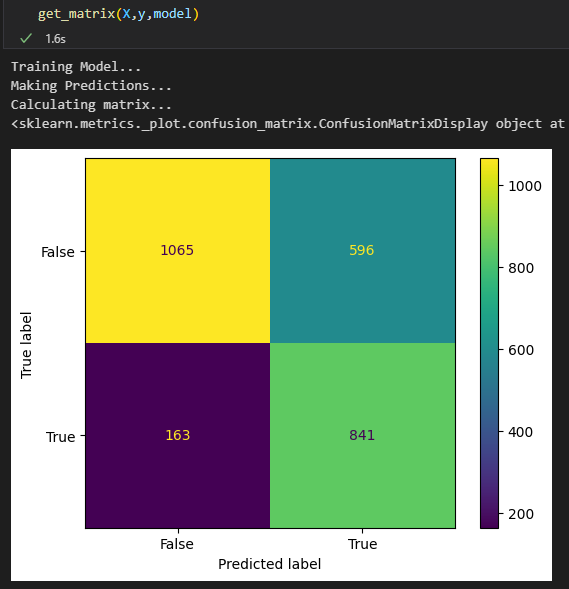 get_matrix(X,y,model)
1.6s
Training Model...
Making Predictions...
Calculating matrix...
<sklearn.metrics._plot.confusion_matrix.ConfusionMatrixDisplay object at
1000
False 1065 596
800
True label
600
400
True 163 841
200
False True
Predicted label